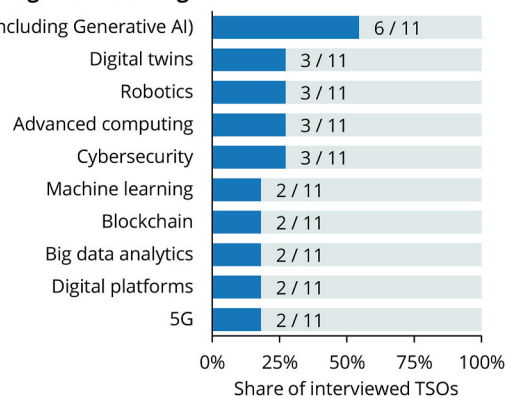 including Generative AI) 6 / 11
Digital twins 3 / 11
Robotics 3 / 11
Advanced computing 3 / 11
Cybersecurity 3 / 11
Machine learning 2 / 11
Blockchain 2 / 11
Big data analytics 2 / 11
Digital platforms 2 / 11
5G 2 / 11
0% 25% 50% 75% 100%
Share of interviewed TSOs